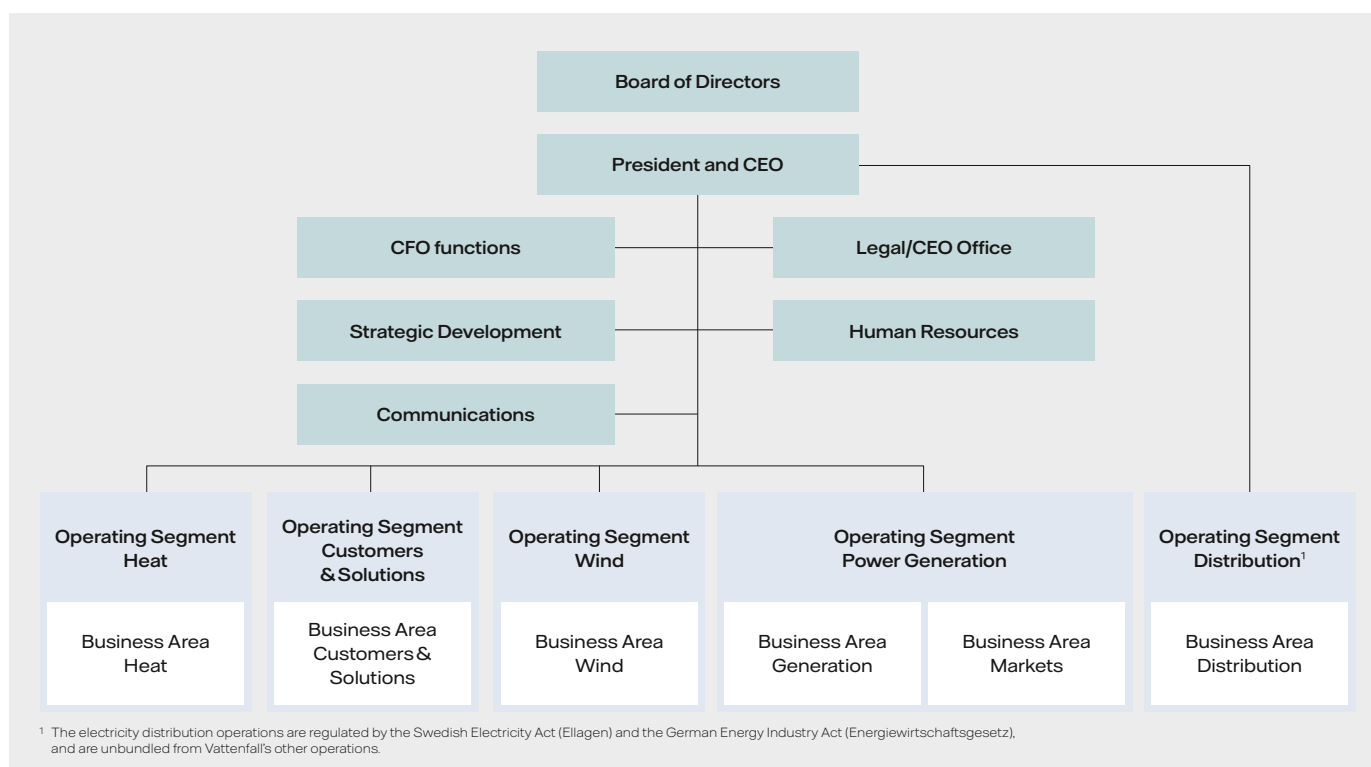 Board of Directors
President and CEO
CFO functions
Legal/CEO Office
Strategic Development
Human Resources
Communications
Operating Segment
Heat
Operating Segment
Customers
& Solutions
Operating Segment
Wind
Operating Segment
Power Generation
Operating Segment
Distribution¹
Business Area
Heat
Business Area
Customers &
Solutions
Business Area
Wind
Business Area
Generation
Business Area
Markets
Business Area
Distribution
¹ The electricity distribution operations are regulated by the Swedish Electricity Act (Ellagen) and the German Energy Industry Act (Energiewirtschaftsgesetz),
and are unbundled from Vattenfall's other operations.